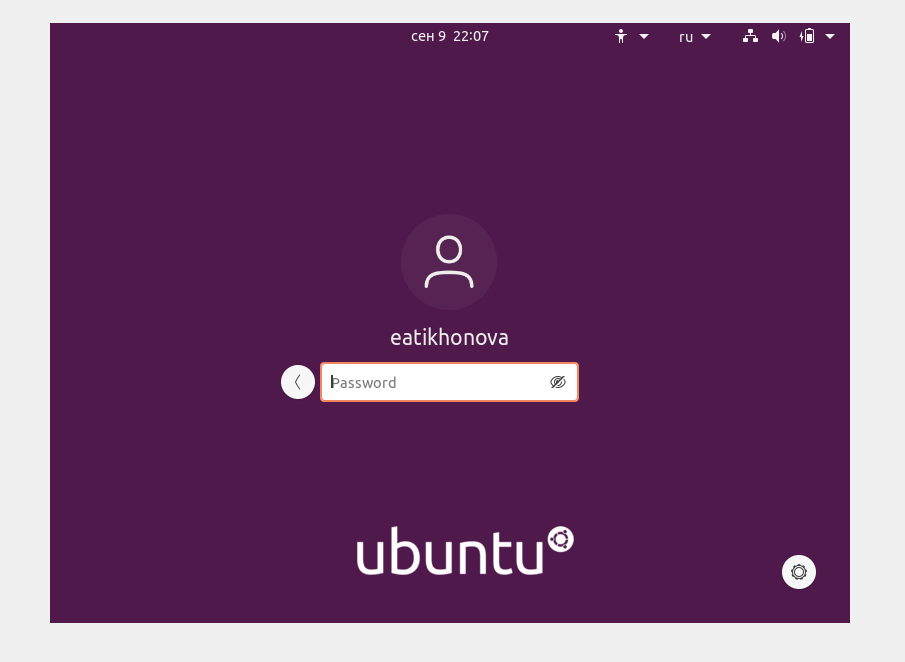 сен 9 22:07
ru
eatikhonova
Password
ubuntu